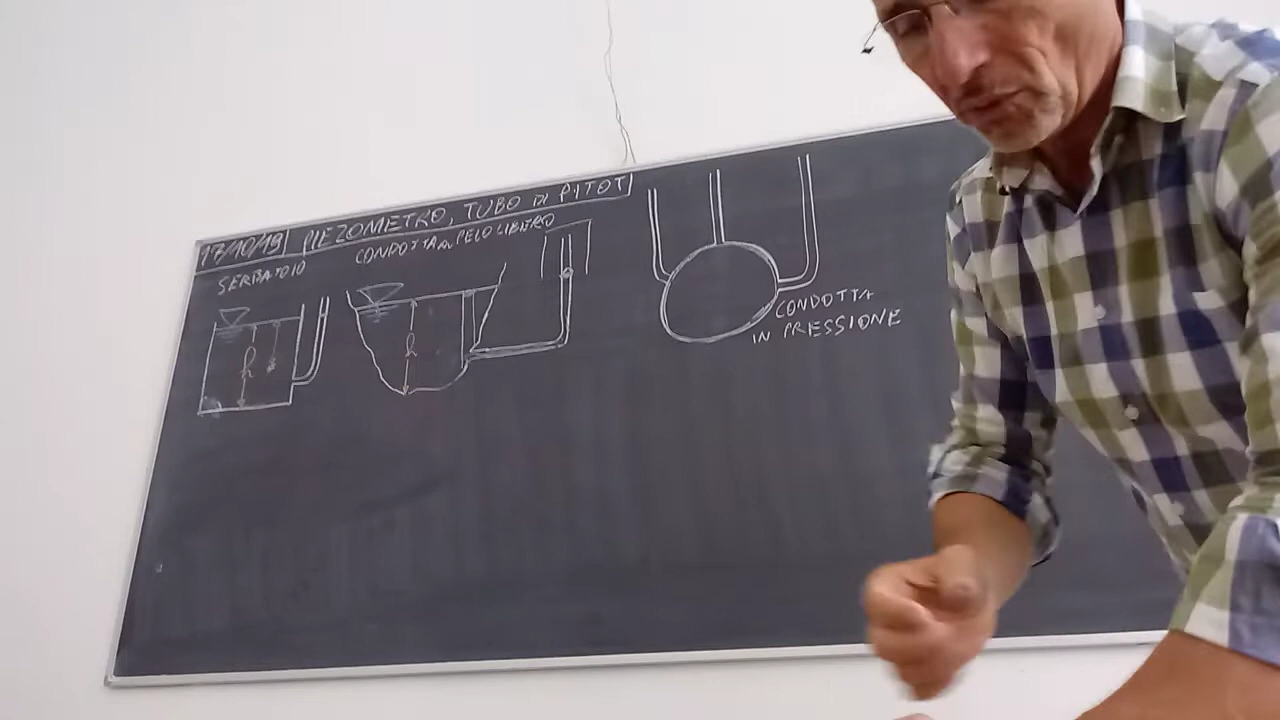 17/10/19 PIEZOMETRO, TUBO DI PITOT
SERBATOIO
CONDOTTA a PELO LIBERO
h
h
CONDOTTA
IN PRESSIONE